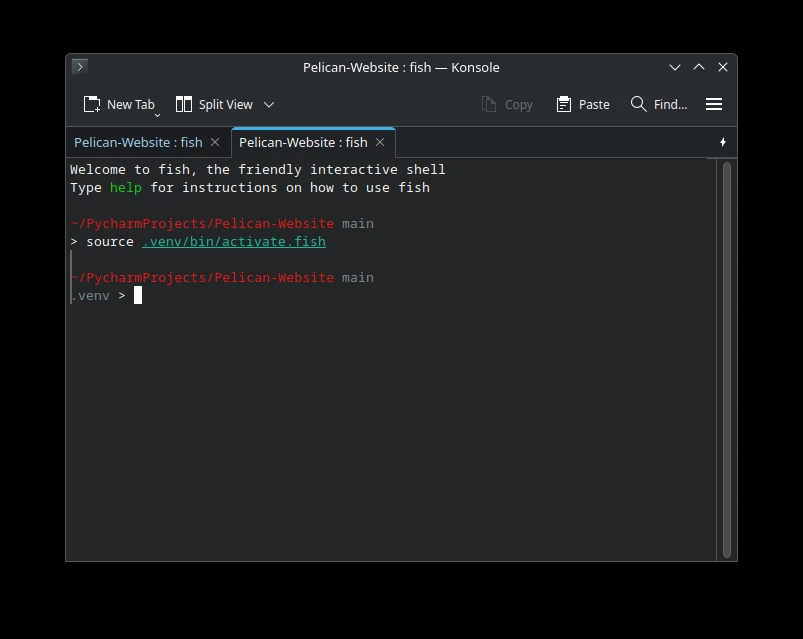 Pelican-Website : fish — Konsole
New Tab Split View Copy Paste Find...
Pelican-Website : fish Pelican-Website : fish
Welcome to fish, the friendly interactive shell
Type help for instructions on how to use fish
~/PycharmProjects/Pelican-Website main
> source .venv/bin/activate.fish
~/PycharmProjects/Pelican-Website main
.venv >